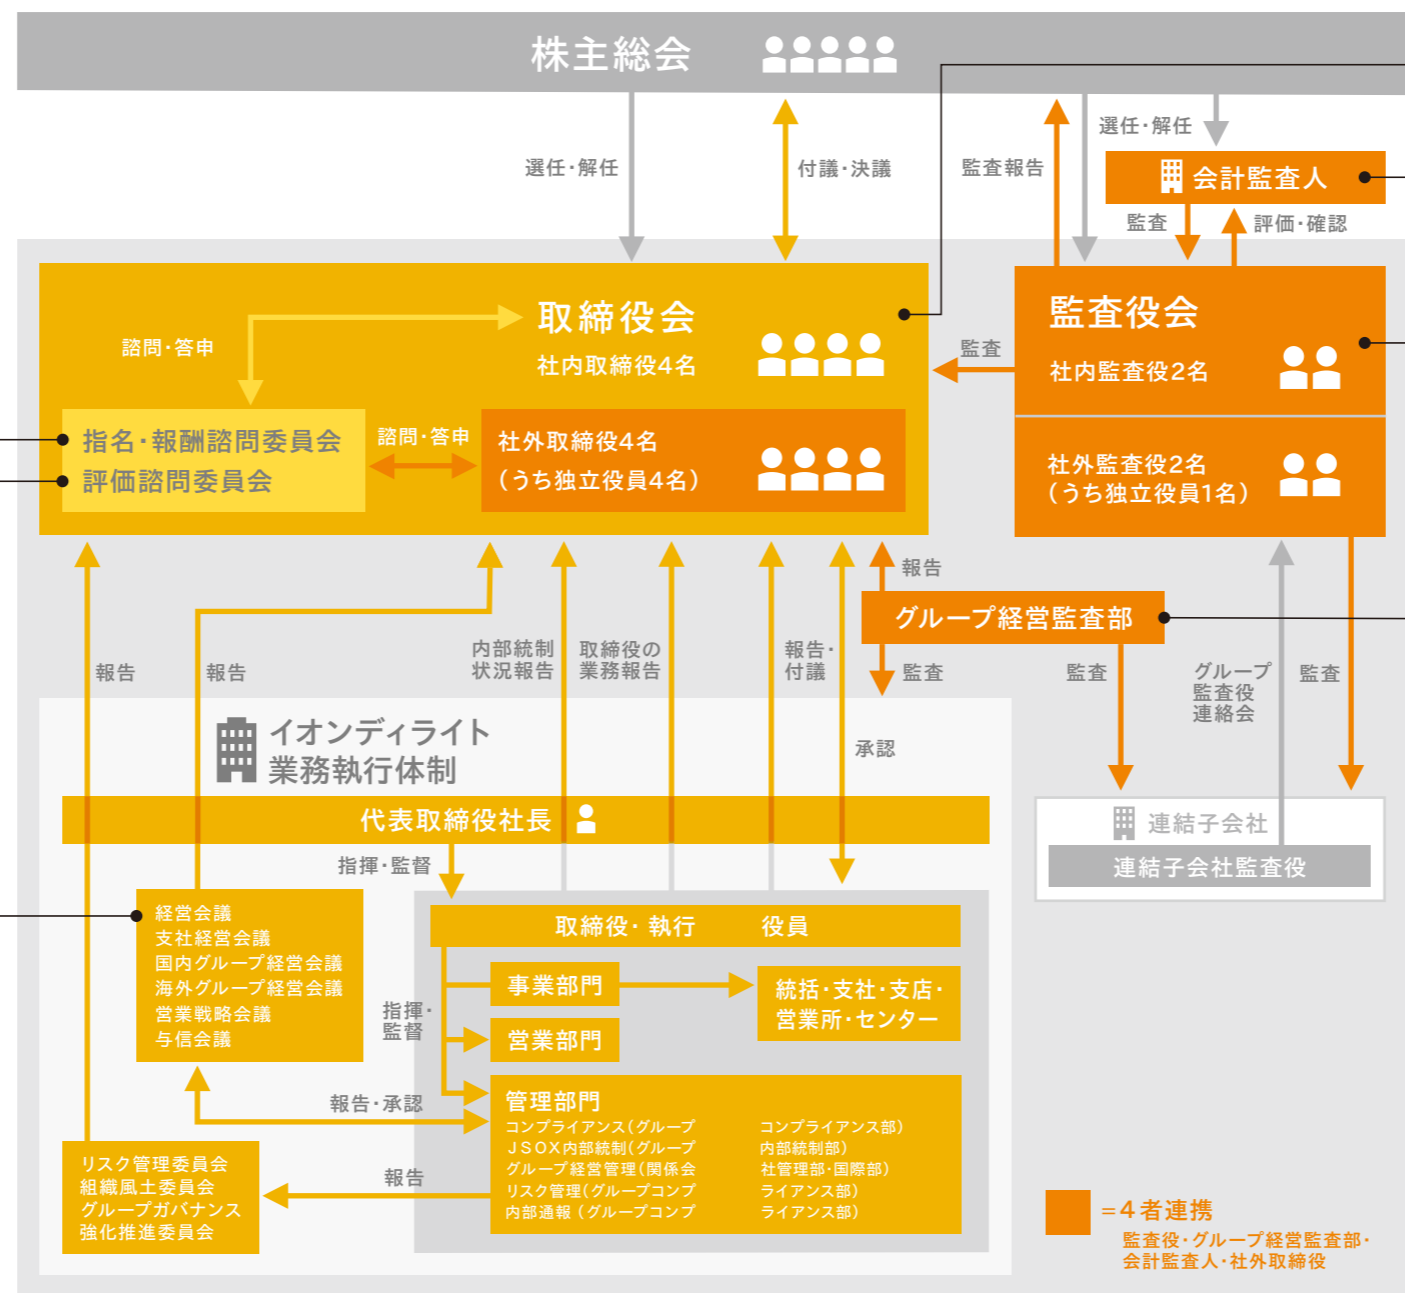 株主総会
選任・解任
付議・決議
監査報告
選任・解任
会計監査人
監査
評価・確認
取締役会
社内取締役4名
諮問・答申
監査
監査役会
社内監査役2名
指名・報酬諮問委員会
評価諮問委員会
諮問・答申
社外取締役4名
（うち独立役員4名）
社外監査役2名
（うち独立役員1名）
報告
グループ経営監査部
報告
報告
内部統制
状況報告
取締役の
業務報告
報告・
付議
監査
監査
グループ
監査役
連絡会
監査
承認
イオンディライト
業務執行体制
代表取締役社長
連結子会社
連結子会社監査役
指揮・監督
経営会議
支社経営会議
国内グループ経営会議
海外グループ経営会議
営業戦略会議
与信会議
取締役・執行 役員
指揮・
監督
事業部門
統括・支社・支店・
営業所・センター
営業部門
報告・承認
管理部門
コンプライアンス（グループ コンプライアンス部）
JSOX内部統制（グループ 内部統制部）
グループ経営管理（関係会 社管理部・国際部）
リスク管理（グループコンプ ライアンス部）
内部通報（グループコンプ ライアンス部）
報告
リスク管理委員会
組織風土委員会
グループガバナンス
強化推進委員会
=4者連携
監査役・グループ経営監査部・
会計監査人・社外取締役